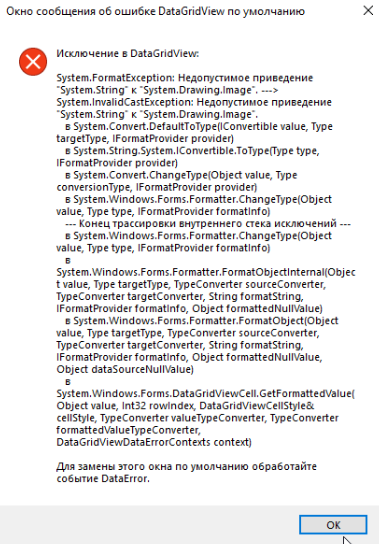 Окно сообщения об ошибке DataGridView по умолчанию
Исключение в DataGridView:
System.FormatException: Недопустимое приведение
"System.String" к "System.Drawing.Image". --->
System.InvalidCastException: Недопустимое приведение
"System.String" к "System.Drawing.Image".
в System.Convert.DefaultToType(IConvertible value, Type
targetType, IFormatProvider provider)
в System.String.System.IConvertible.ToType(Type type,
IFormatProvider provider)
в System.Convert.ChangeType(Object value, Type
conversionType, IFormatProvider provider)
в System.Windows.Forms.Formatter.ChangeType(Object
value, Type type, IFormatProvider formatInfo)
--- Конец трассировки внутреннего стека исключений ---
в System.Windows.Forms.Formatter.ChangeType(Object
value, Type type, IFormatProvider formatInfo)
в
System.Windows.Forms.Formatter.FormatObjectInternal(Objec
t value, Type targetType, TypeConverter sourceConverter,
TypeConverter targetConverter, String formatString,
IFormatProvider formatInfo, Object formattedNullValue)
в System.Windows.Forms.Formatter.FormatObject(Object
value, Type targetType, TypeConverter sourceConverter,
TypeConverter targetConverter, String formatString,
IFormatProvider formatInfo, Object formattedNullValue,
Object dataSourceNullValue)
в
System.Windows.Forms.DataGridViewCell.GetFormattedValue(
Object value, Int32 rowIndex, DataGridViewCellStyle&
cellStyle, TypeConverter valueTypeConverter, TypeConverter
formattedValueTypeConverter,
DataGridViewDataErrorContexts context)
Для замены этого окна по умолчанию обработайте
событие DataError.
OK